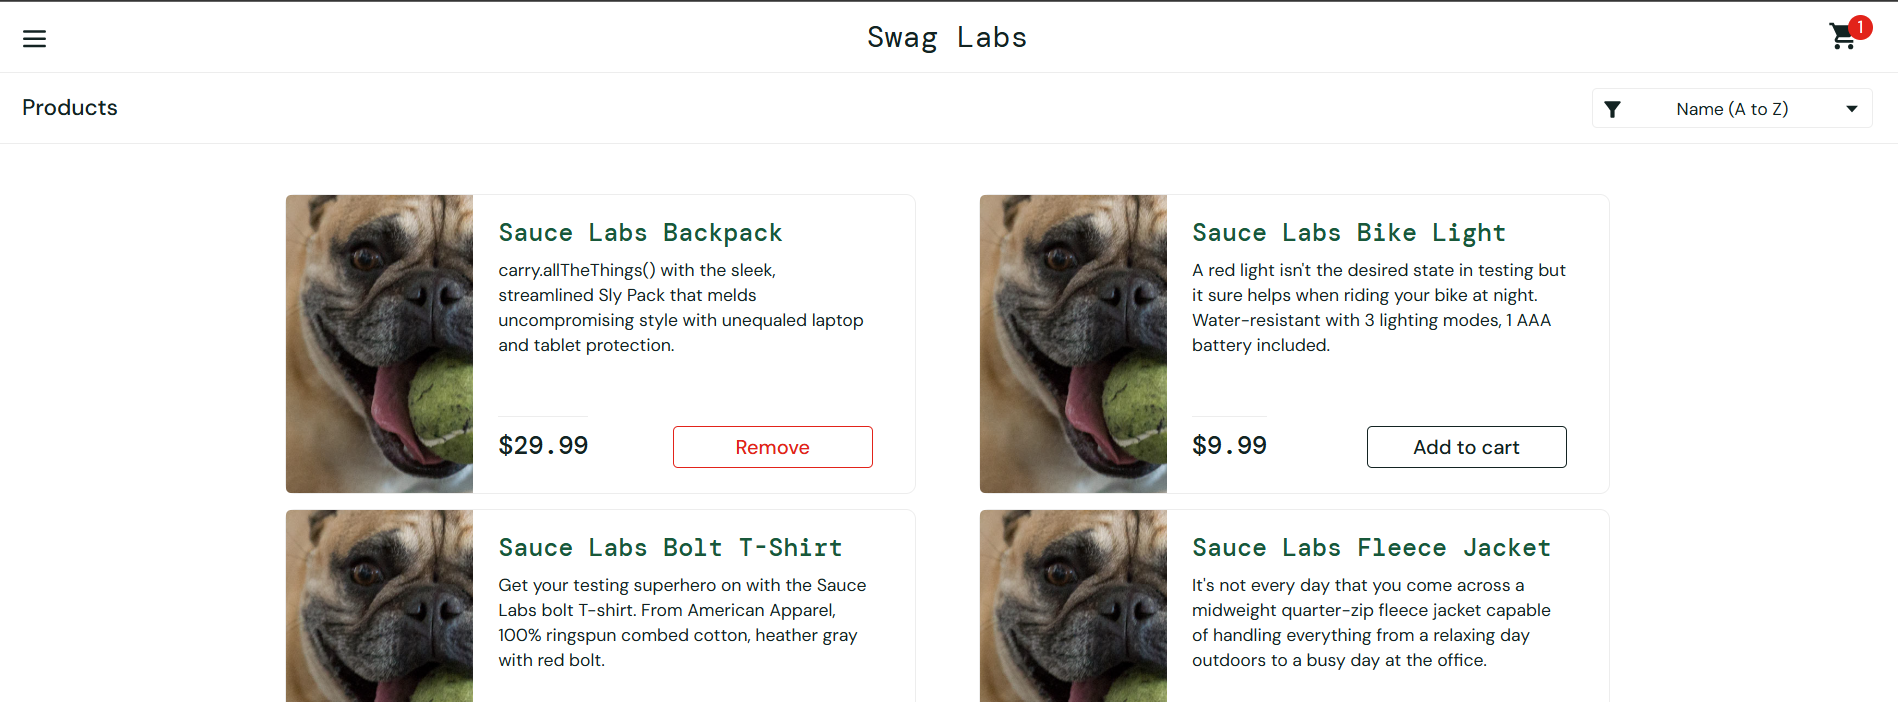 Swag Labs
1
Products
Name (A to Z)
Sauce Labs Backpack
carry.allTheThings() with the sleek,
streamlined Sly Pack that melds
uncompromising style with unequaled laptop
and tablet protection.
$29.99
Remove
Sauce Labs Bike Light
A red light isn't the desired state in testing but
it sure helps when riding your bike at night.
Water-resistant with 3 lighting modes, 1 AAA
battery included.
$9.99
Add to cart
Sauce Labs Bolt T-Shirt
Get your testing superhero on with the Sauce
Labs bolt T-shirt. From American Apparel,
100% ringspun combed cotton, heather gray
with red bolt.
Sauce Labs Fleece Jacket
It's not every day that you come across a
midweight quarter-zip fleece jacket capable
of handling everything from a relaxing day
outdoors to a busy day at the office.